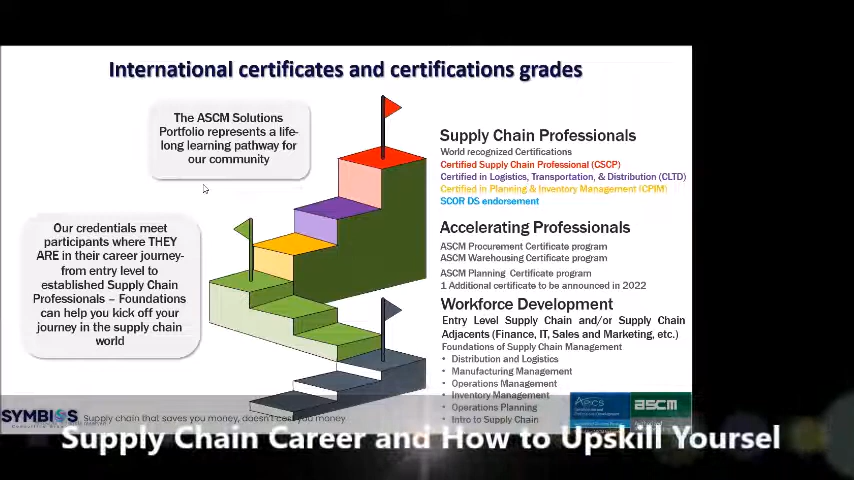 International certificates and certifications grades
The ASCM Solutions
Portfolio represents a life-
long learning pathway for
our community
Our credentials meet
participants where THEY
ARE in their career journey-
from entry level to
established Supply Chain
Professionals – Foundations
can help you kick off your
journey in the supply chain
world
Supply Chain Professionals
World recognized Certifications
Certified Supply Chain Professional (CSCP)
Certified in Logistics, Transportation, & Distribution (CLTD)
Certified in Planning & Inventory Management (CPIM)
SCOR DS endorsement
Accelerating Professionals
ASCM Procurement Certificate program
ASCM Warehousing Certificate program
ASCM Planning Certificate program
1 Additional certificate to be announced in 2022
Workforce Development
Entry Level Supply Chain and/or Supply Chain
Adjacents (Finance, IT, Sales and Marketing, etc.)
Foundations of Supply Chain Management
• Distribution and Logistics
• Manufacturing Management
• Operations Management
• Inventory Management
• Operations Planning
• Intro to Supply Chain
APICS
ASCM
SYMBIOS
Supply chain that saves you money, doesn't cost you money
Supply Chain Career and How to Upskill Yoursel